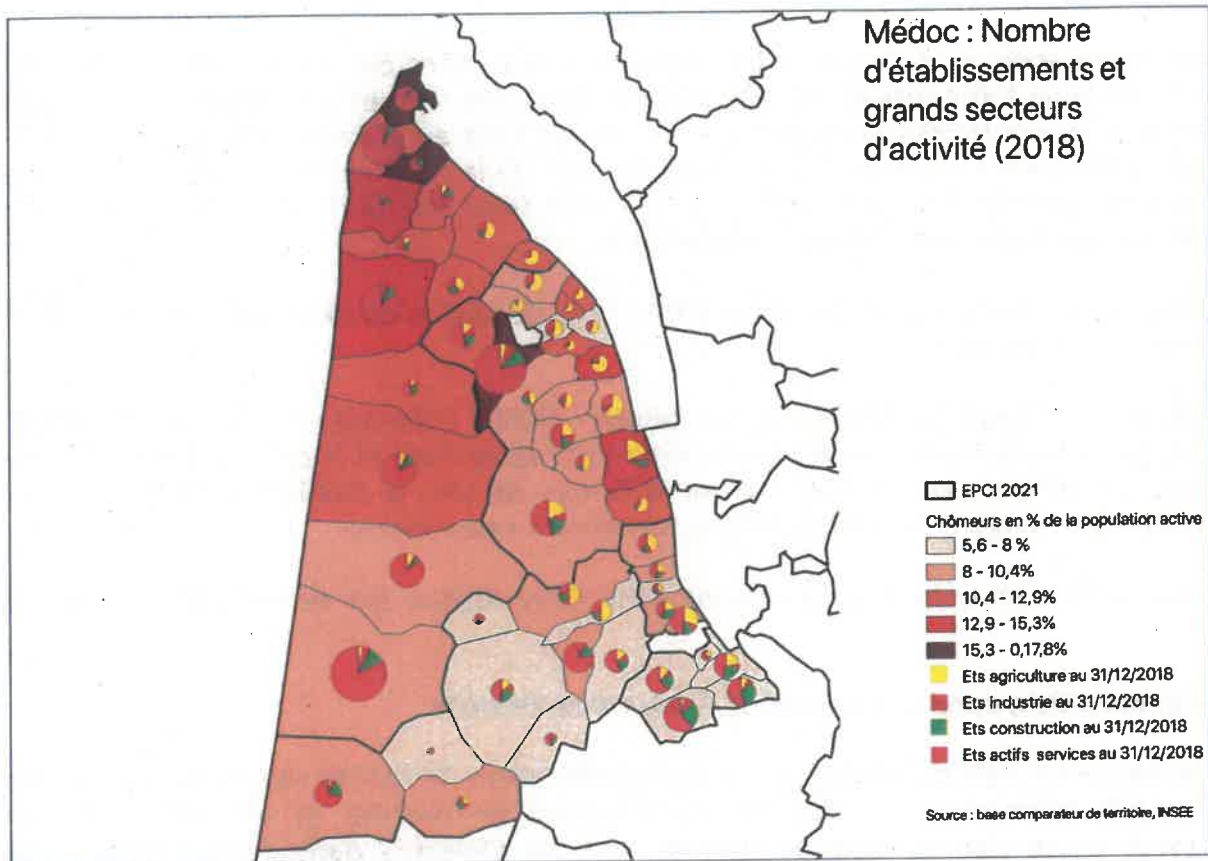 Médoc : Nombre
d'établissements et
grands secteurs
d'activité (2018)
EPCI 2021
Chômeurs en % de la population active
5,6 - 8 %
8 - 10,4%
10,4 - 12,9%
12,9 - 15,3%
15,3 - 0,17,8%
Ets agriculture au 31/12/2018
Ets industrie au 31/12/2018
Ets construction au 31/12/2018
Ets actifs services au 31/12/2018
Source : base comparateur de territoire, INSEE